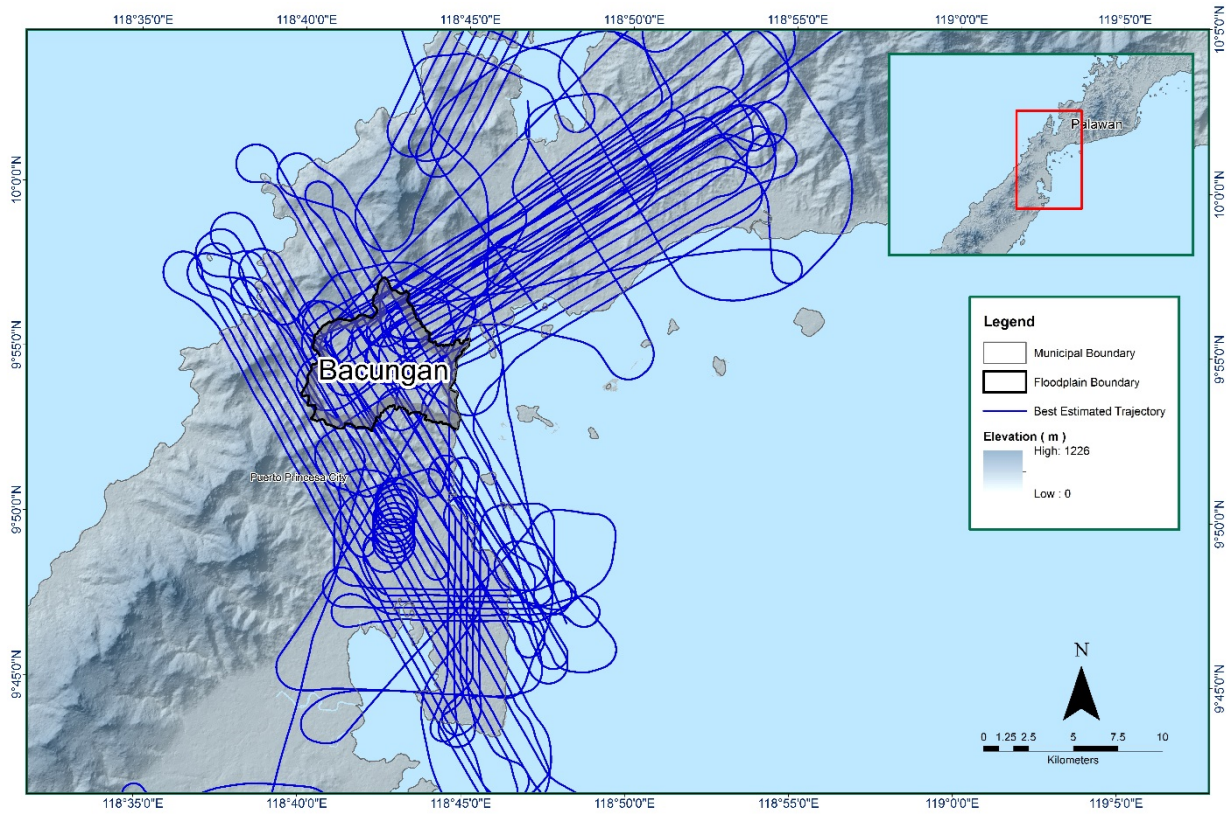 118°35'0"E 118°40'0"E 118°45'0"E 118°50'0"E 118°55'0"E 119°0'0"E 119°5'0"E
10°5'0"N
Palawan
10°0'0"N
10°0'0"N
Legend
Municipal Boundary
Floodplain Boundary
Best Estimated Trajectory
Elevation ( m )
High: 1226
Low : 0
9°55'0"N
9°55'0"N
Bacungan
Puerto Princesa City
9°50'0"N
9°50'0"N
9°45'0"N
9°45'0"N
N
0 1.25 2.5 5 7.5 10
Kilometers
118°35'0"E 118°40'0"E 118°45'0"E 118°50'0"E 118°55'0"E 119°0'0"E 119°5'0"E